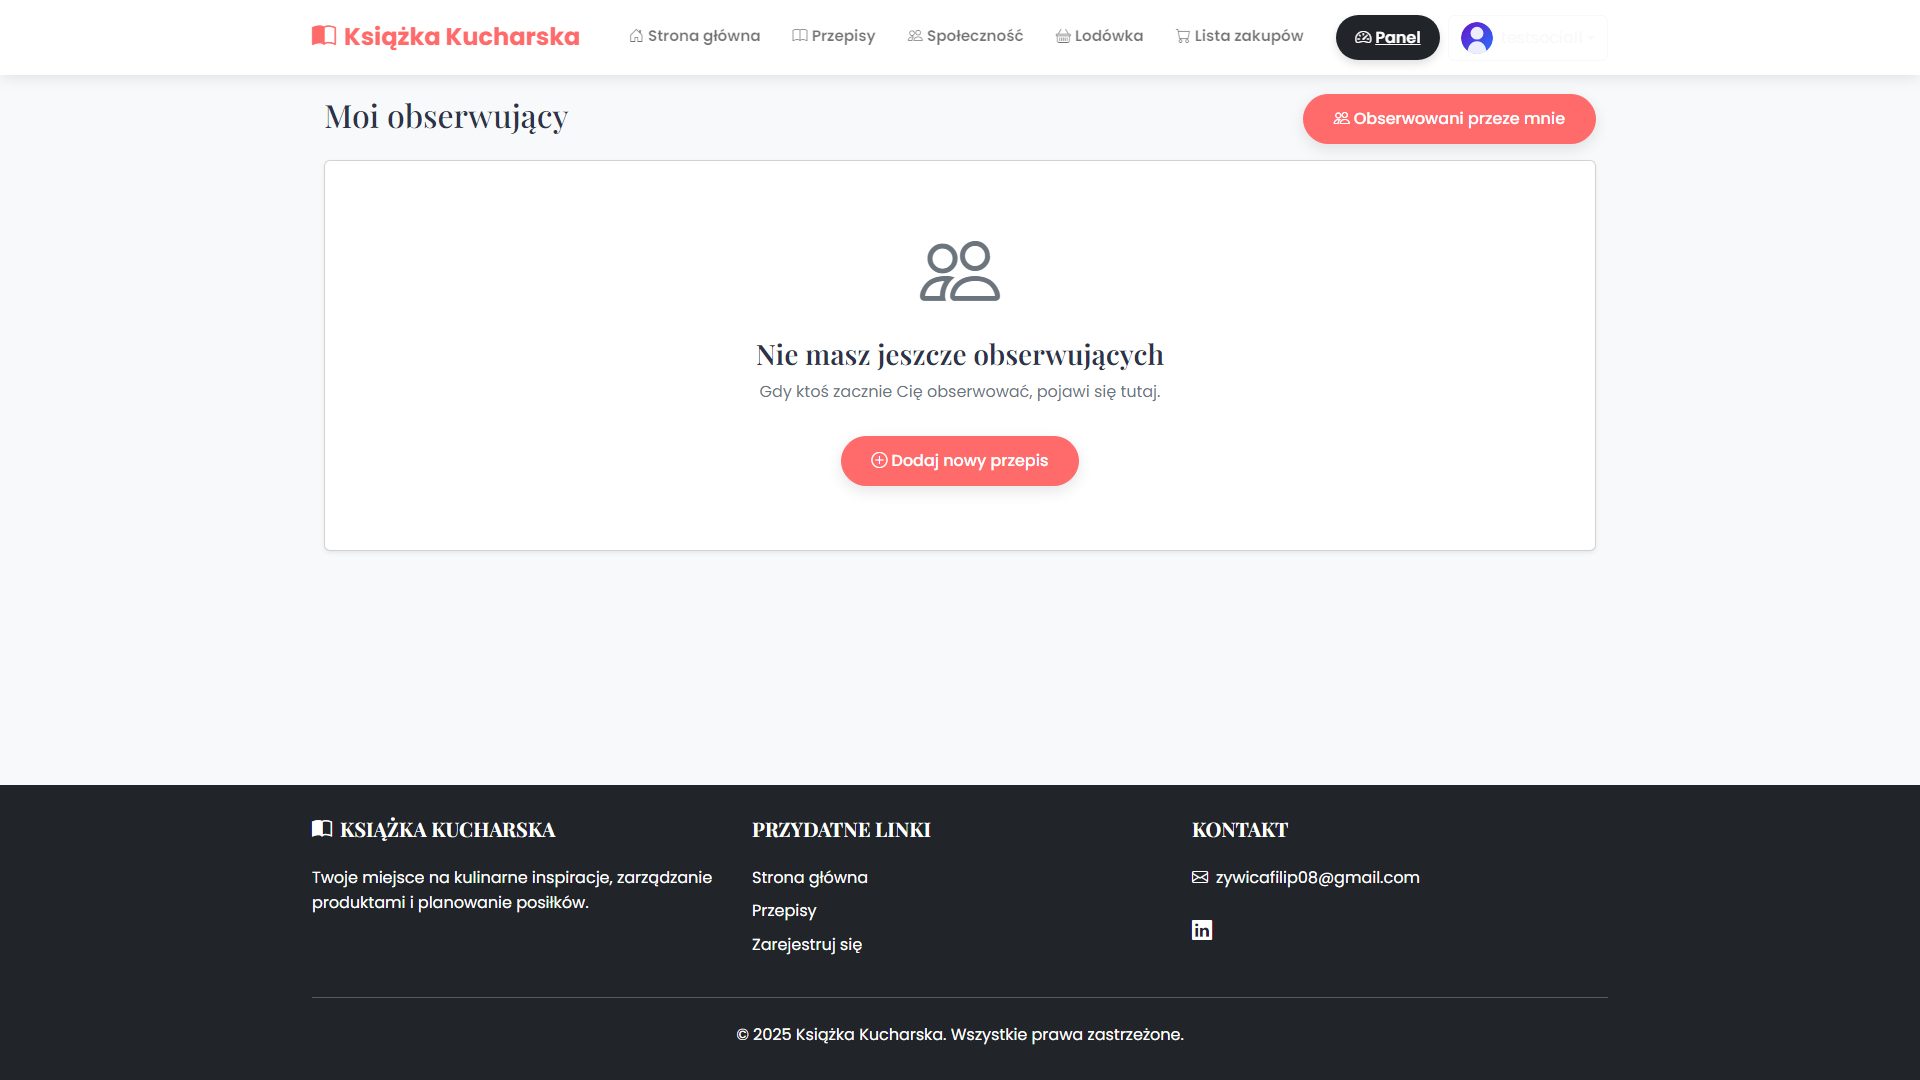 Książka Kucharska
Strona główna
Przepisy
Społeczność
Lodówka
Lista zakupów
Panel
Moi obserwujący
Obserwowani przeze mnie
Nie masz jeszcze obserwujących
Gdy ktoś zacznie Cię obserwować, pojawi się tutaj.
Dodaj nowy przepis
KSIĄŻKA KUCHARSKA
Twoje miejsce na kulinarne inspiracje, zarządzanie
produktami i planowanie posiłków.
PRZYDATNE LINKI
Strona główna
Przepisy
Zarejestruj się
KONTAKT
zywicafilip08@gmail.com
© 2025 Książka Kucharska. Wszystkie prawa zastrzeżone.